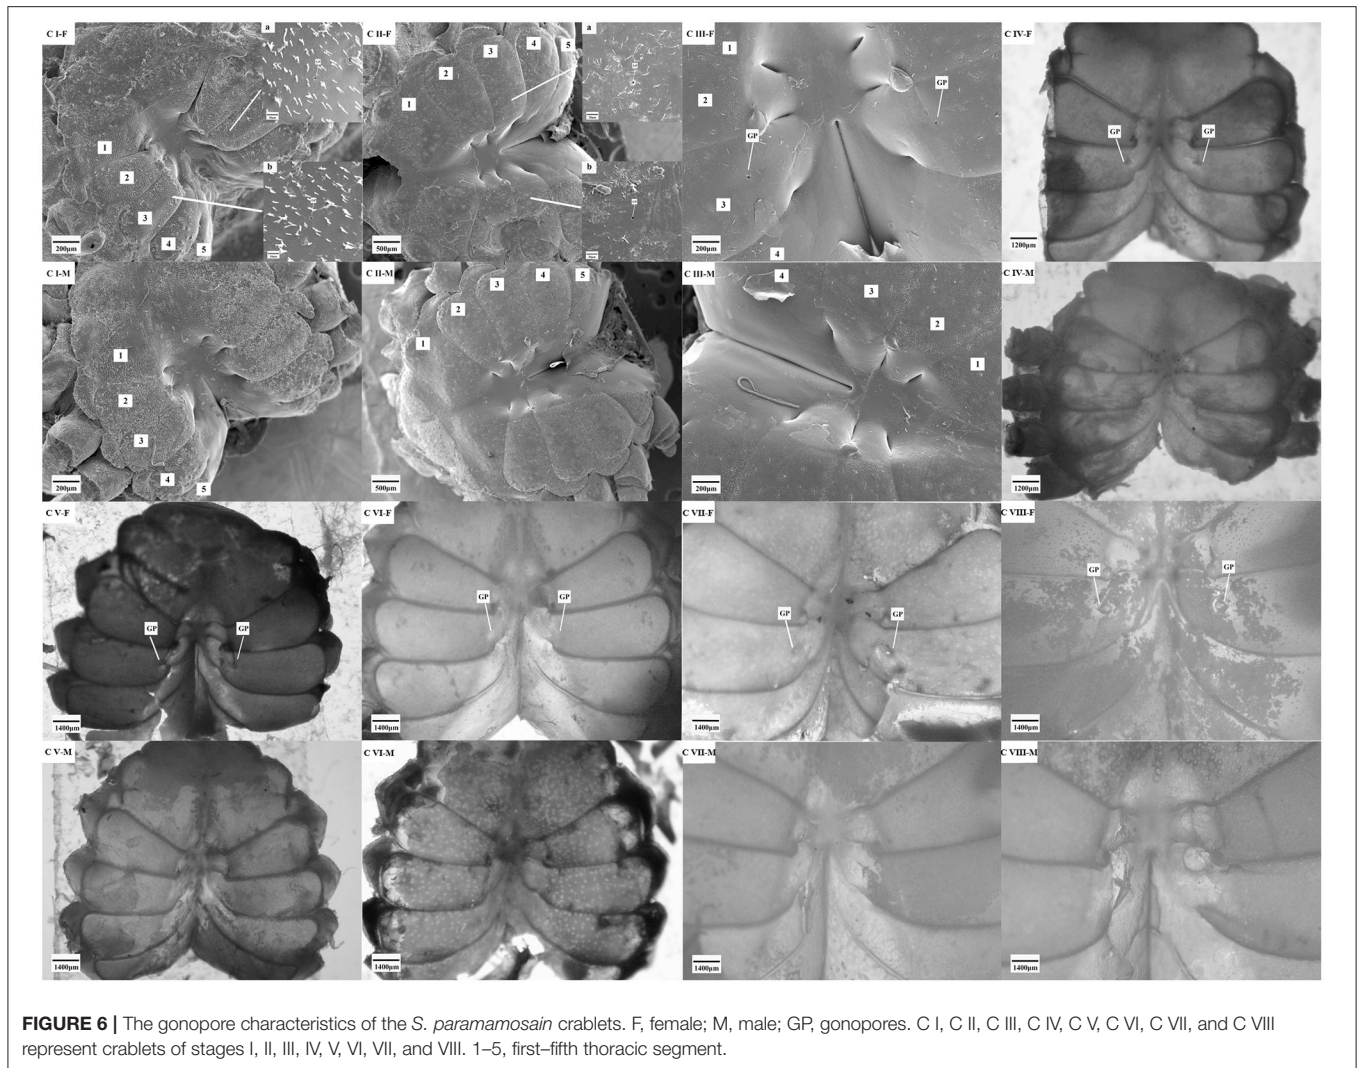 C I-F
a
1
2
3
4
5
b
200μm
C II-F
a
1
2
3
4
5
b
500μm
C III-F
1
2
3
4
GP
GP
200μm
C IV-F
GP
GP
1200μm
C I-M
1
2
3
4
5
200μm
C II-M
1
2
3
4
5
500μm
C III-M
4
3
2
1
200μm
C IV-M
1200μm
C V-F
GP
GP
1400μm
C VI-F
GP
GP
1400μm
C VII-F
GP
GP
1400μm
C VIII-F
GP
GP
1400μm
C V-M
1400μm
C VI-M
1400μm
C VII-M
1400μm
C VIII-M
1400μm
FIGURE 6 | The gonopore characteristics of the S. paramamosain crablets. F, female; M, male; GP, gonopores. C I, C II, C III, C IV, C V, C VI, C VII, and C VIII
represent crablets of stages I, II, III, IV, V, VI, VII, and VIII. 1–5, first–fifth thoracic segment.